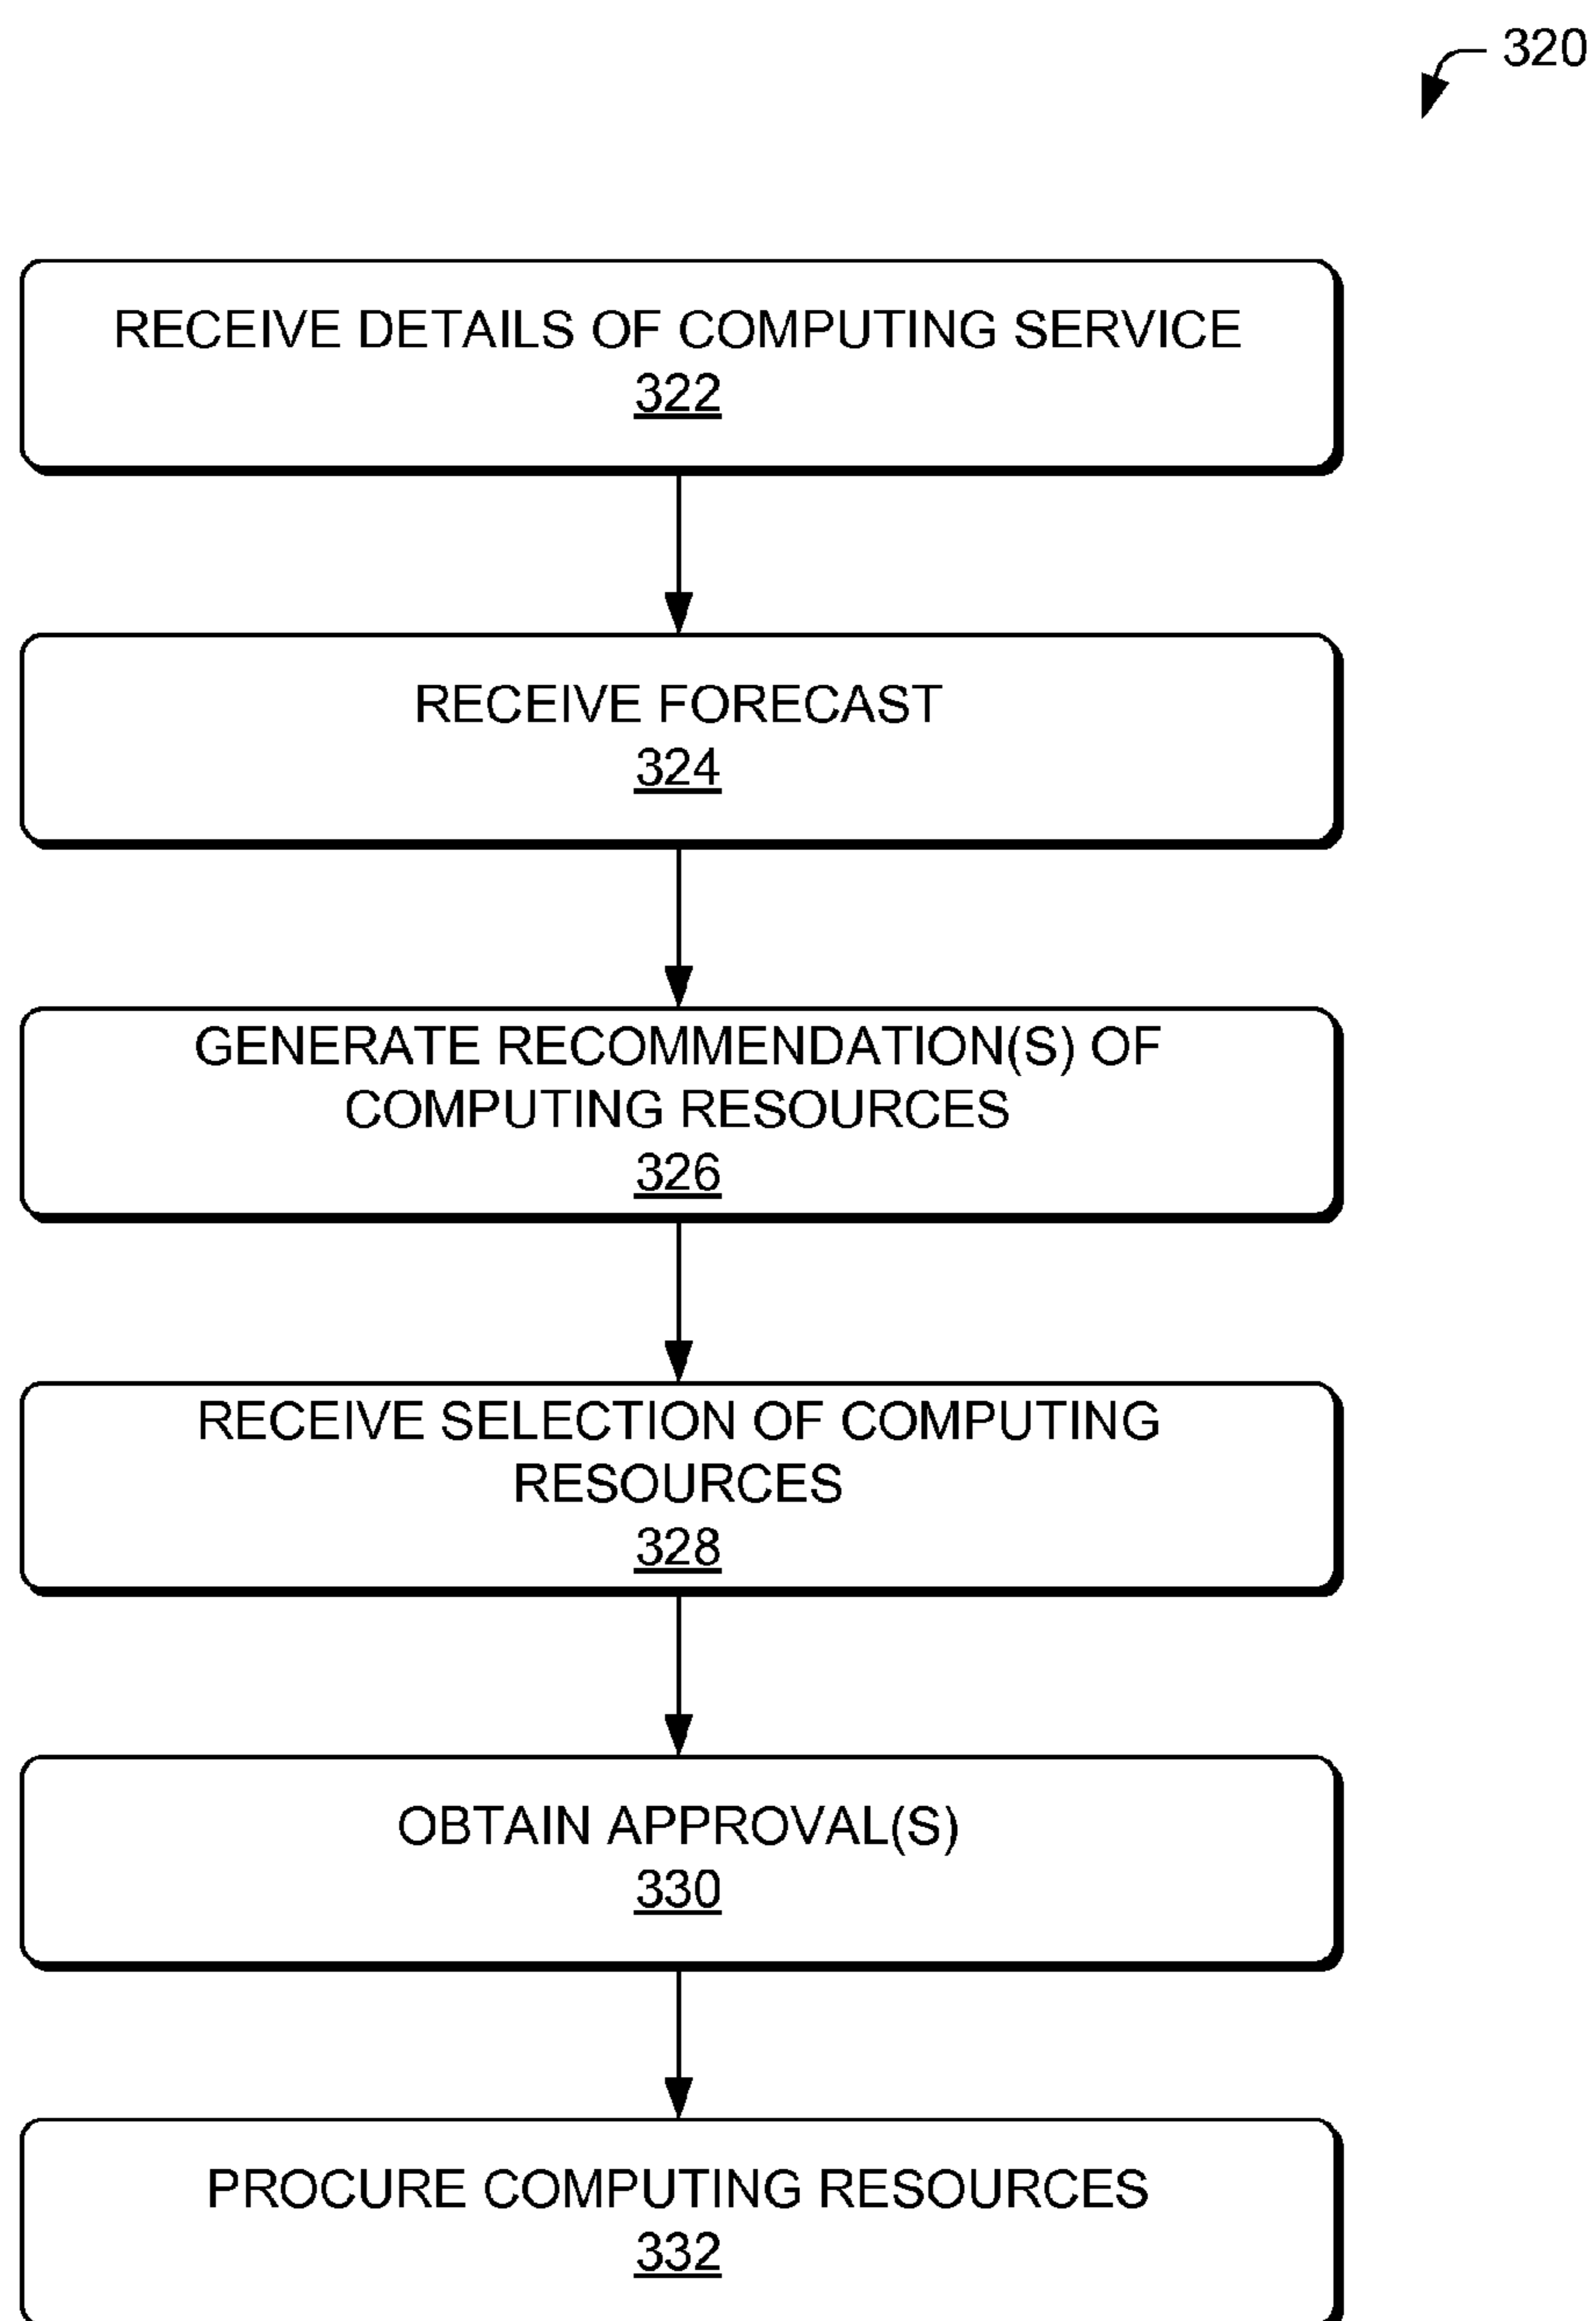 320
RECEIVE DETAILS OF COMPUTING SERVICE
322
RECEIVE FORECAST
324
GENERATE RECOMMENDATION(S) OF
COMPUTING RESOURCES
326
RECEIVE SELECTION OF COMPUTING
RESOURCES
328
OBTAIN APPROVAL(S)
330
PROCURE COMPUTING RESOURCES
332